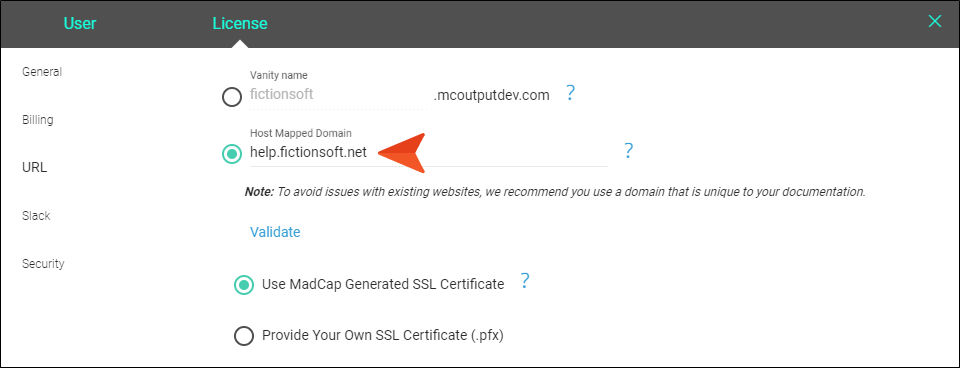 User License
General
Vanity name
fictionsoft .mcoutputdev.com ?
Billing
Host Mapped Domain
help.fictionsoft.net ?
URL
Note: To avoid issues with existing websites, we recommend you use a domain that is unique to your documentation.
Slack
Validate
Security
Use MadCap Generated SSL Certificate ?
Provide Your Own SSL Certificate (.pfx)